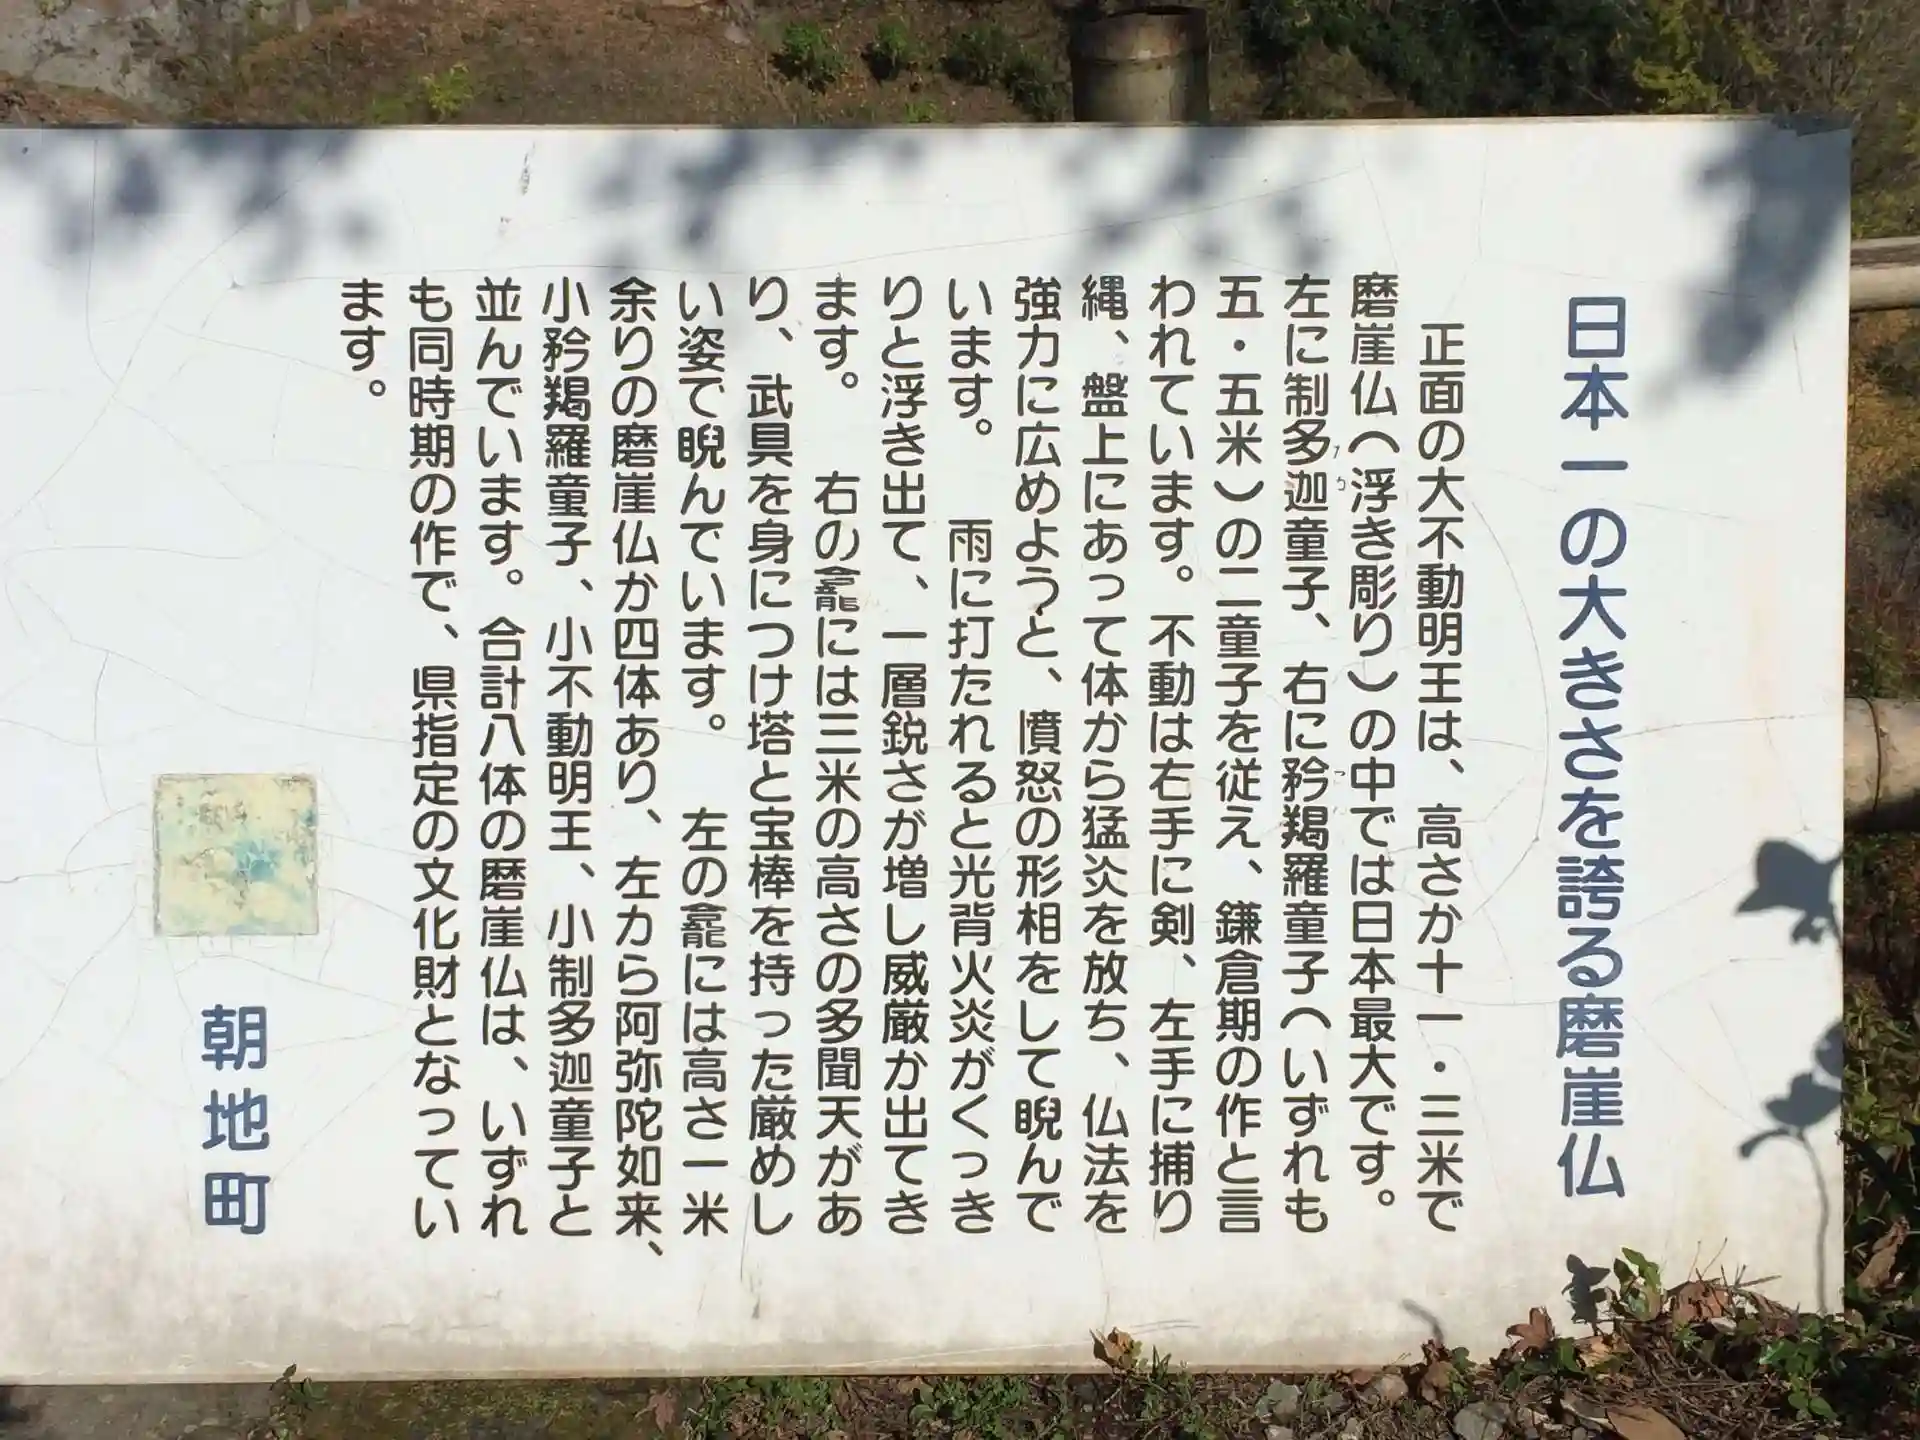 日本一の大きさを誇る磨崖仏
正面の大不動明王は、高さか十一・三米で
磨崖仏(浮き彫り)の中では日本最大です。
左に制多迦童子、右に矜羯羅童子(いずれも
五・五米)の二童子を従え、鎌倉期の作と言
われています。不動は右手に剣、左手に捕り
縄、盤上にあって体から猛炎を放ち、仏法を
強力に広めようと、憤怒の形相をして睨んで
います。 雨に打たれると光背火炎がくっき
りと浮き出て、一層鋭さが増し威厳か出てき
ます。 右の龕には三米の高さの多聞天があ
り、武具を身につけ塔と宝棒を持った厳めし
い姿で睨んでいます。 左の龕には高さ一米
余りの磨崖仏か四体あり、左から阿弥陀如来、
小矜羯羅童子、小不動明王、小制多迦童子と
並んでいます。合計八体の磨崖仏は、いずれ
も同時期の作で、県指定の文化財となってい
ます。
朝地町